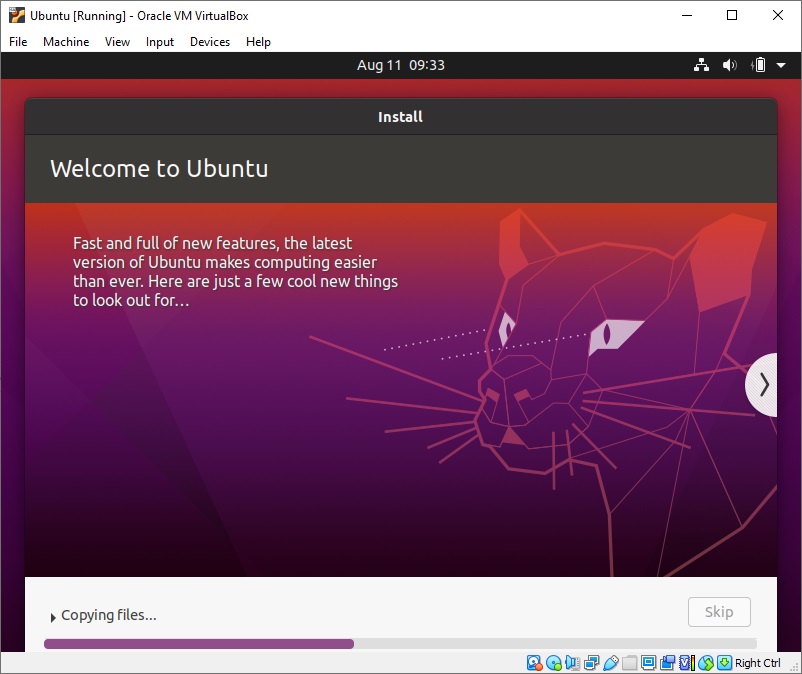 Ubuntu [Running] - Oracle VM VirtualBox
File Machine View Input Devices Help
Aug 11 09:33
Install
Welcome to Ubuntu
Fast and full of new features, the latest
version of Ubuntu makes computing easier
than ever. Here are just a few cool new things
to look out for…
Copying files…
Skip
Right Ctrl